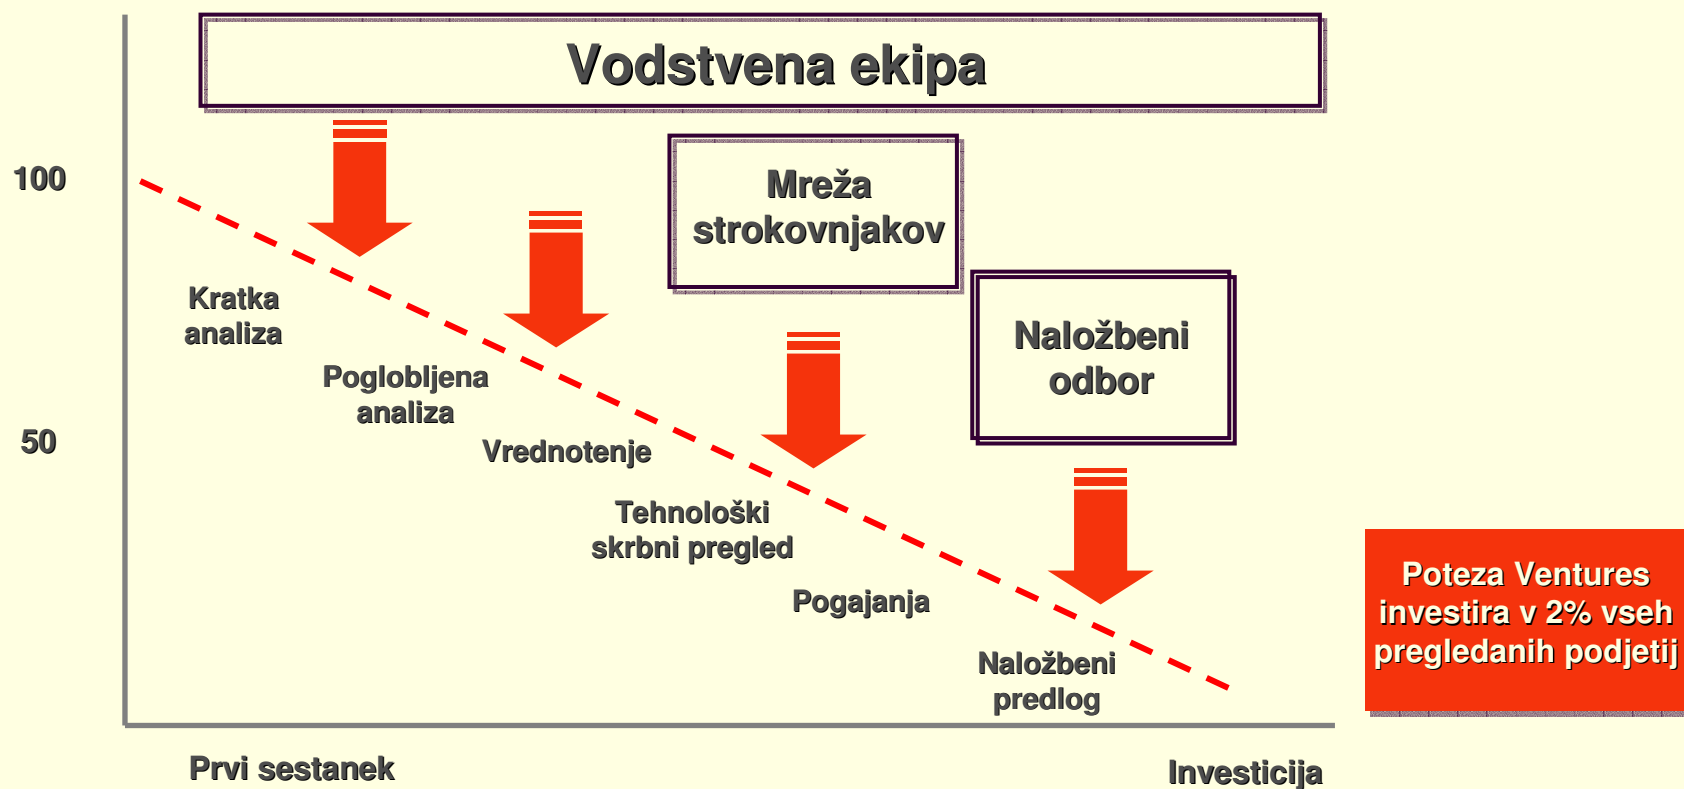 Vodstvena ekipa
100
Mreža
strokovnjakov
Kratka
analiza
Naložbeni
odbor
Poglobljena
analiza
50
Vrednotenje
Tehnološki
skrbni pregled
Poteza Ventures
investira v 2% vseh
pregledanih podjetij
Pogajanja
Naložbeni
predlog
Prvi sestanek
Investicija